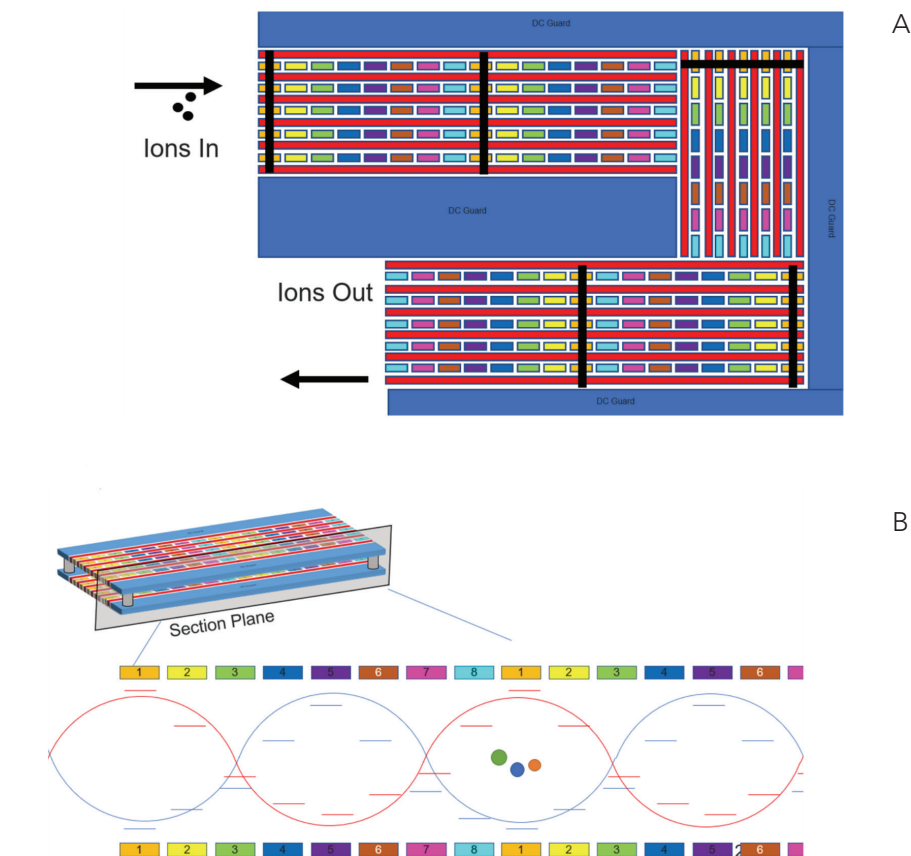 A
DC Guard
Ions In
DC Guard
DC Guard
Ions Out
DC Guard
B
Section Plane
1 2 3 4 5 6 7 8 1 2 3 4 5 6
1 2 3 4 5 6 7 8 1 2 3 4 5 2 6